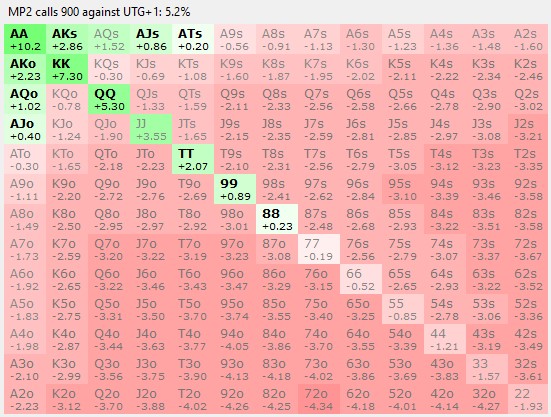 MP2 calls 900 against UTG+1: 5.2%
AA AKs AQs AJs ATs A9s A8s A7s A6s A5s A4s A3s A2s
+10.2 +2.86 +1.52 +0.86 +0.20 -0.56 -0.91 -1.13 -1.30 -1.23 -1.36 -1.48 -1.60
AKo KK KQs KJs KTs K9s K8s K7s K6s K5s K4s K3s K2s
+2.23 +7.30 -0.30 -0.69 -1.08 -1.60 -1.87 -1.95 -2.02 -2.11 -2.22 -2.34 -2.46
AQo KQo QQ QJs QTs Q9s Q8s Q7s Q6s Q5s Q4s Q3s Q2s
+1.02 -0.78 +5.30 -1.33 -1.59 -2.11 -2.33 -2.56 -2.58 -2.66 -2.78 -2.90 -3.02
AJo KJo QJo JJ JTs J9s J8s J7s J6s J5s J4s J3s J2s
+0.40 -1.24 -1.90 +3.55 -1.65 -2.15 -2.35 -2.59 -2.81 -2.85 -2.97 -3.08 -3.21
ATo KTo QTo JTo TT T9s T8s T7s T6s T5s T4s T3s T2s
-0.30 -1.65 -2.18 -2.23 +2.07 -2.10 -2.31 -2.56 -2.79 -3.05 -3.12 -3.23 -3.35
A9o K9o Q9o J9o T9o 99 98s 97s 96s 95s 94s 93s 92s
-1.11 -2.20 -2.72 -2.76 -2.69 +0.89 -2.41 -2.62 -2.84 -3.10 -3.39 -3.46 -3.58
A8o K8o Q8o J8o T8o 98o 88 87s 86s 85s 84s 83s 82s
-1.49 -2.50 -2.95 -2.97 -2.92 -3.01 +0.23 -2.48 -2.68 -2.93 -3.22 -3.51 -3.58
A7o K7o Q7o J7o T7o 97o 87o 77 76s 75s 74s 73s 72s
-1.73 -2.59 -3.20 -3.22 -3.19 -3.23 -3.08 -0.19 -2.56 -2.79 -3.07 -3.37 -3.67
A6o K6o Q6o J6o T6o 96o 86o 76o 66 65s 64s 63s 62s
-1.92 -2.65 -3.22 -3.46 -3.43 -3.47 -3.29 -3.15 -0.52 -2.65 -2.93 -3.22 -3.52
A5o K5o Q5o J5o T5o 95o 85o 75o 65o 55 54s 53s 52s
-1.83 -2.75 -3.31 -3.50 -3.70 -3.74 -3.55 -3.40 -3.25 -0.85 -2.78 -3.06 -3.36
A4o K4o Q4o J4o T4o 94o 84o 74o 64o 54o 44 43s 42s
-1.98 -2.87 -3.44 -3.63 -3.77 -4.05 -3.86 -3.70 -3.55 -3.39 -1.21 -3.19 -3.49
A3o K3o Q3o J3o T3o 93o 83o 73o 63o 53o 43o 33 32s
-2.10 -2.99 -3.56 -3.75 -3.90 -4.13 -4.18 -4.02 -3.86 -3.69 -3.83 -1.57 -3.61
A2o K2o Q2o J2o T2o 92o 82o 72o 62o 52o 42o 32o 22
-2.23 -3.12 -3.70 -3.88 -4.02 -4.26 -4.25 -4.34 -4.18 -4.01 -4.14 -4.27 -1.93